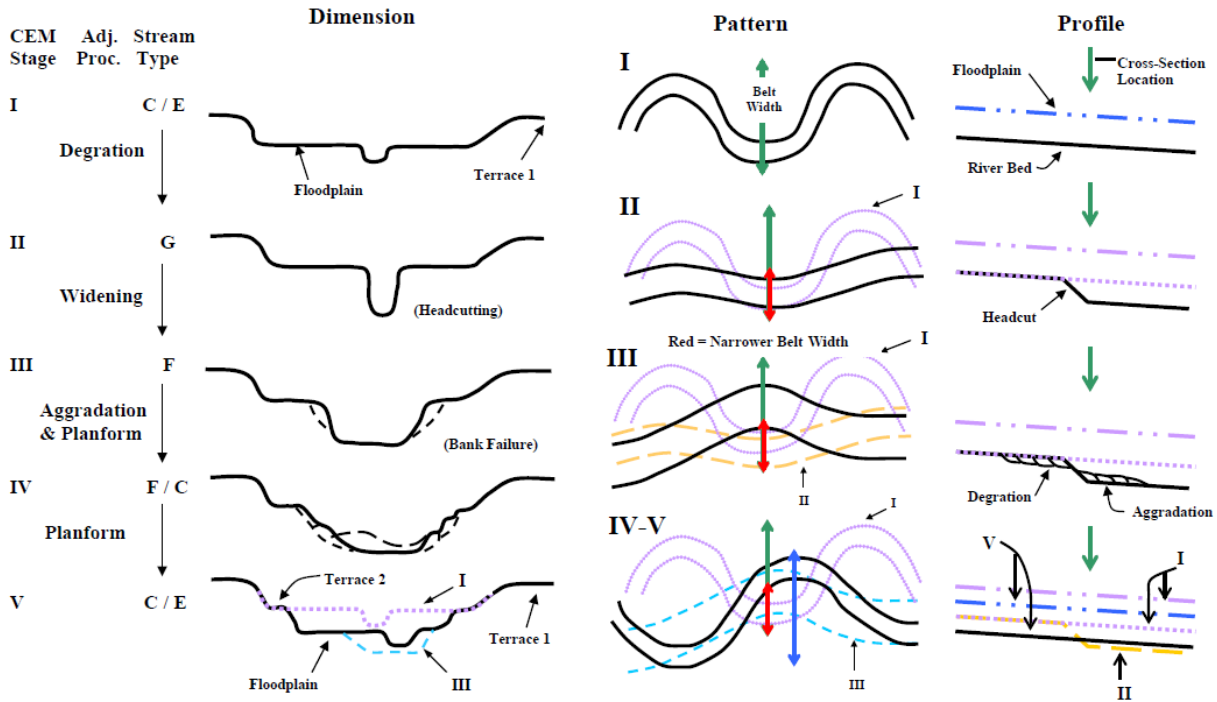 Dimension
CEM Adj. Stream
Stage Proc. Type
I C / E
Degration
Floodplain
Terrace 1
II G
Widening
(Headcutting)
III F
Aggradation
& Planform
(Bank Failure)
IV F / C
Planform
V C / E
Terrace 2
I
Terrace 1
Floodplain
III
Pattern
I
Belt
Width
II
I
Red = Narrower Belt Width
III
I
II
IV-V
I
III
Profile
Cross-Section
Location
Floodplain
River Bed
Headcut
Degration
Aggradation
V
I
II